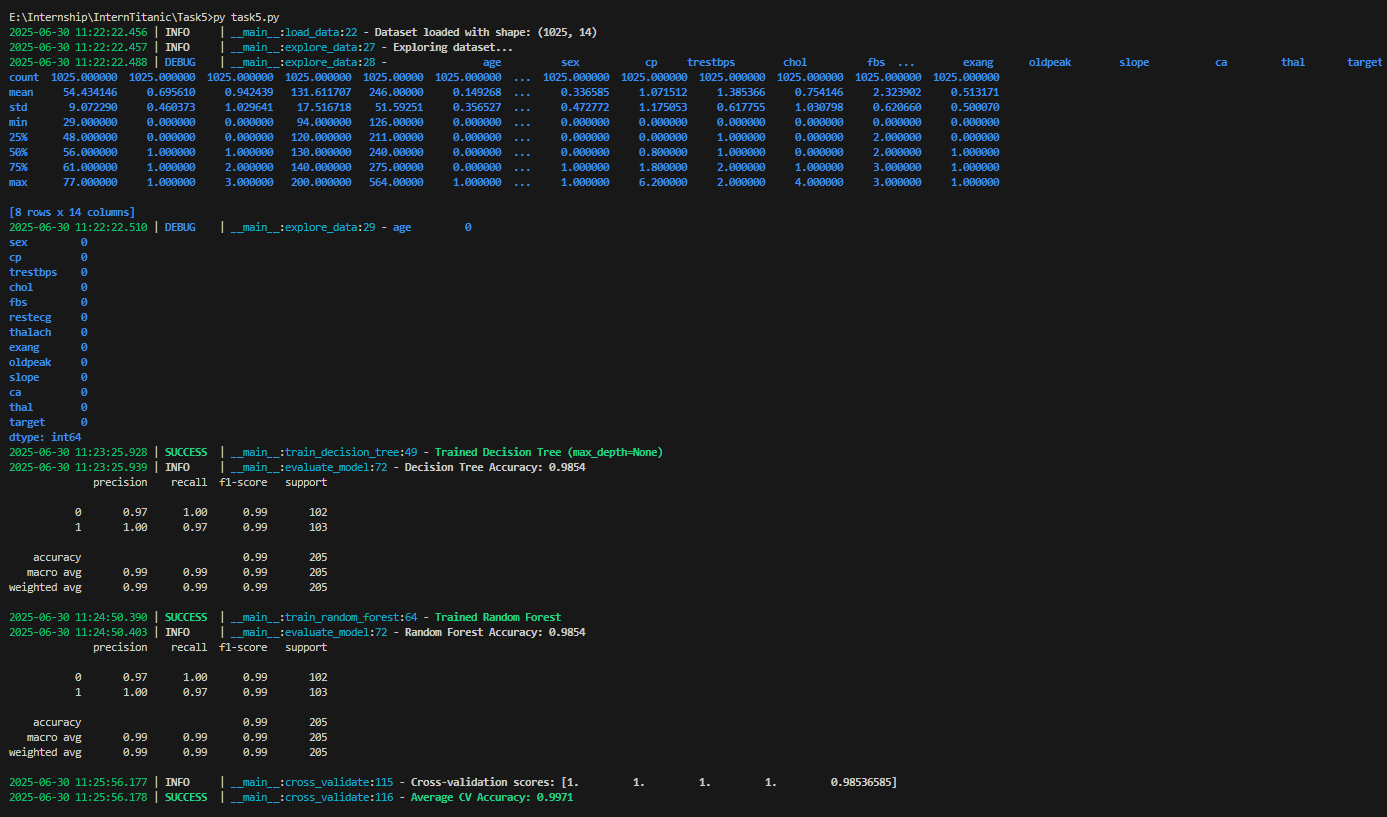 E:\Internship\InternTitanic\Task5>py task5.py
2025-06-30 11:22:22.456 | INFO     | __main__:load_data:22 - Dataset loaded with shape: (1025, 14)
2025-06-30 11:22:22.457 | INFO     | __main__:explore_data:27 - Exploring dataset...
2025-06-30 11:22:22.488 | DEBUG    | __main__:explore_data:28 -                age          sex           cp     trestbps        chol          fbs  ...        exang      oldpeak        slope           ca         thal       target
count  1025.000000  1025.000000  1025.000000  1025.000000  1025.00000  1025.000000  ...  1025.000000  1025.000000  1025.000000  1025.000000  1025.000000  1025.000000
mean     54.434146     0.695610     0.942439   131.611707   246.00000     0.149268  ...     0.336585     1.071512     1.385366     0.754146     2.323902     0.513171
std       9.072290     0.460373     1.029641    17.516718    51.59251     0.356527  ...     0.472772     1.175053     0.617755     1.030798     0.620660     0.500070
min      29.000000     0.000000     0.000000    94.000000   126.00000     0.000000  ...     0.000000     0.000000     0.000000     0.000000     0.000000     0.000000
25%      48.000000     0.000000     0.000000   120.000000   211.00000     0.000000  ...     0.000000     0.000000     1.000000     0.000000     2.000000     0.000000
50%      56.000000     1.000000     1.000000   130.000000   240.00000     0.000000  ...     0.000000     0.800000     1.000000     0.000000     2.000000     1.000000
75%      61.000000     1.000000     2.000000   140.000000   275.00000     0.000000  ...     1.000000     1.800000     2.000000     1.000000     3.000000     1.000000
max      77.000000     1.000000     3.000000   200.000000   564.00000     1.000000  ...     1.000000     6.200000     2.000000     4.000000     3.000000     1.000000
[8 rows x 14 columns]
2025-06-30 11:22:22.510 | DEBUG    | __main__:explore_data:29 - age         0
sex         0
cp          0
trestbps    0
chol        0
fbs         0
restecg     0
thalach     0
exang       0
oldpeak     0
slope       0
ca          0
thal        0
target      0
dtype: int64
2025-06-30 11:23:25.928 | SUCCESS  | __main__:train_decision_tree:49 - Trained Decision Tree (max_depth=None)
2025-06-30 11:23:25.939 | INFO     | __main__:evaluate_model:72 - Decision Tree Accuracy: 0.9854
              precision    recall  f1-score   support
           0       0.97      1.00      0.99       102
           1       1.00      0.97      0.99       103
    accuracy                           0.99       205
   macro avg       0.99      0.99      0.99       205
weighted avg       0.99      0.99      0.99       205
2025-06-30 11:24:50.390 | SUCCESS  | __main__:train_random_forest:64 - Trained Random Forest
2025-06-30 11:24:50.403 | INFO     | __main__:evaluate_model:72 - Random Forest Accuracy: 0.9854
              precision    recall  f1-score   support
           0       0.97      1.00      0.99       102
           1       1.00      0.97      0.99       103
    accuracy                           0.99       205
   macro avg       0.99      0.99      0.99       205
weighted avg       0.99      0.99      0.99       205
2025-06-30 11:25:56.177 | INFO     | __main__:cross_validate:115 - Cross-validation scores: [1.         1.         1.         1.         0.98536585]
2025-06-30 11:25:56.178 | SUCCESS  | __main__:cross_validate:116 - Average CV Accuracy: 0.9971